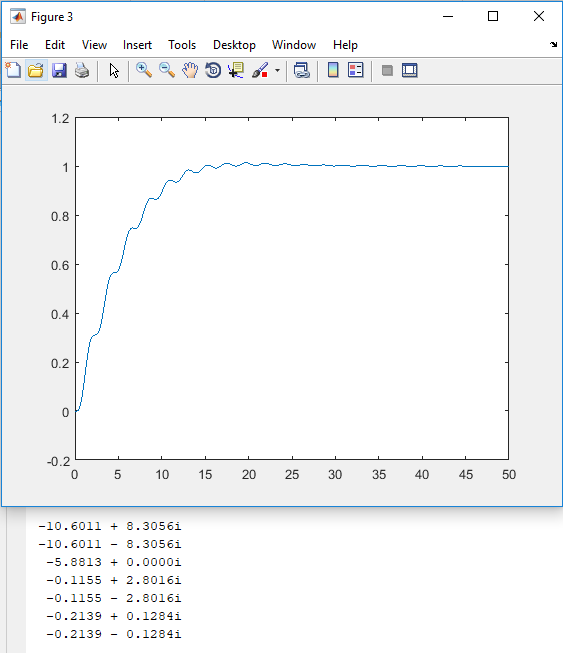 Figure 3
File Edit View Insert Tools Desktop Window Help
1.2
1
0.8
0.6
0.4
0.2
0
-0.2
0 5 10 15 20 25 30 35 40 45 50
-10.6011 + 8.3056i
-10.6011 - 8.3056i
-5.8813 + 0.0000i
-0.1155 + 2.8016i
-0.1155 - 2.8016i
-0.2139 + 0.1284i
-0.2139 - 0.1284i